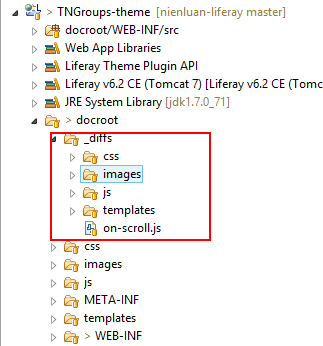 > TNGroups-theme [nienluan-liferay master]
docroot/WEB-INF/src
Web App Libraries
Liferay Theme Plugin API
Liferay v6.2 CE (Tomcat 7) [Liferay v6.2 CE (Tomc
JRE System Library [jdk1.7.0_71]
> docroot
_diffs
css
images
js
templates
on-scroll.js
css
images
js
META-INF
templates
> WEB-INF